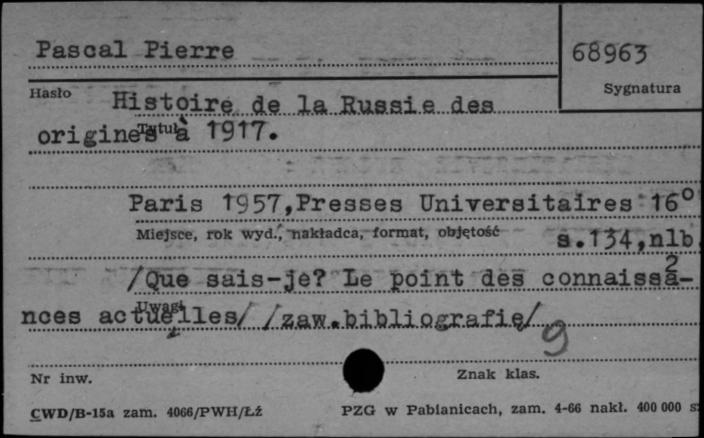 Pascal Pierre
68963
Hasło
Sygnatura
Histoire de la Russie des
origines à 1917.
Tytuł
Paris 1957,Presses Universitaires 16°
Miejsce, rok wyd., nakładca, format, objętość
s.134,nlb
2
/Que sais-je? Le point des connaissa-
nces actuelles/ /zaw.bibliografię/
Uwagi
9
Nr inw.
Znak klas.
CWD/B-15a zam. 4066/PWH/Łź
PZG w Pabianicach, zam. 4-66 nakł. 400 000 s